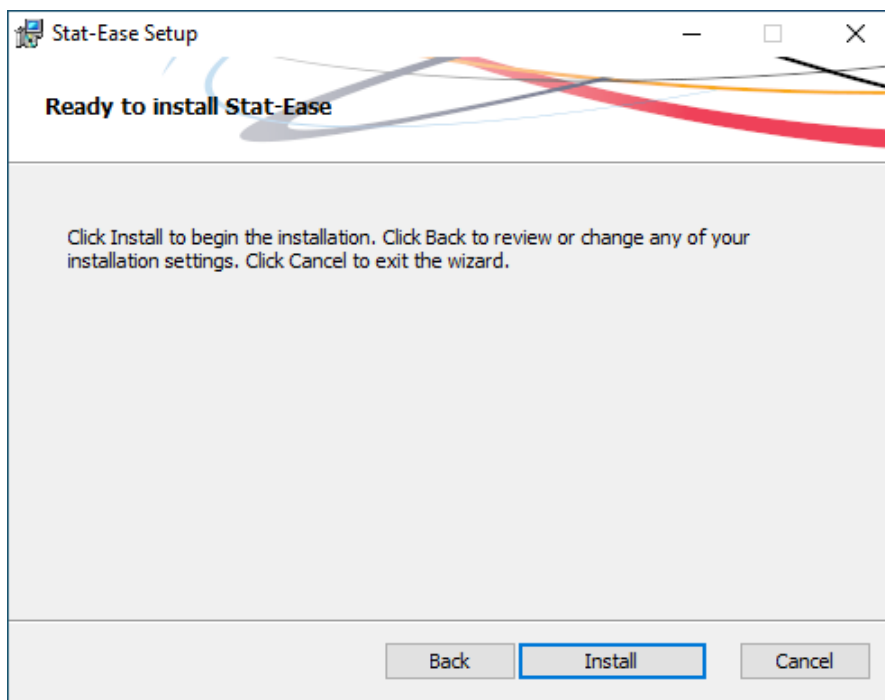 Stat-Ease Setup
Ready to install Stat-Ease
Click Install to begin the installation. Click Back to review or change any of your
installation settings. Click Cancel to exit the wizard.
Back Install Cancel